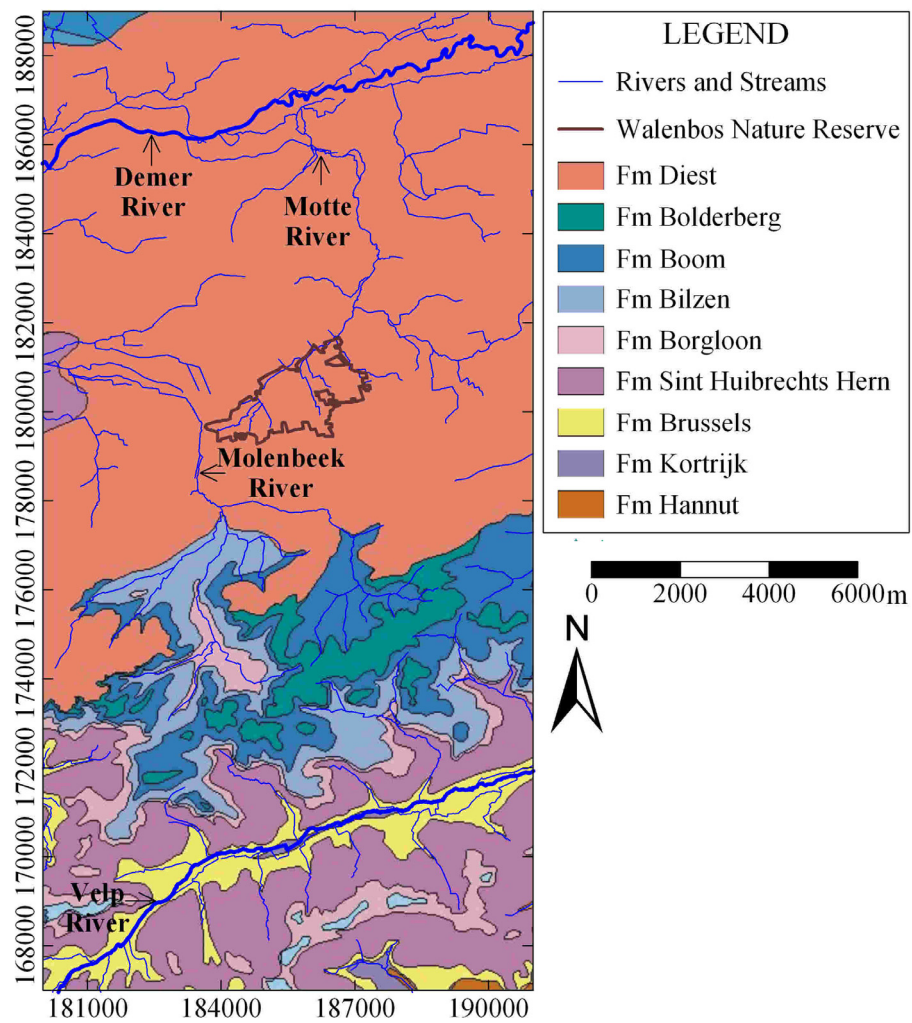 LEGEND
Rivers and Streams
Walenbos Nature Reserve
Fm Diest
Fm Bolderberg
Fm Boom
Fm Bilzen
Fm Borgloon
Fm Sint Huibrechts Hern
Fm Brussels
Fm Kortrijk
Fm Hannut
0 2000 4000 6000m
N
188000
186000
184000
182000
180000
178000
176000
174000
172000
170000
168000
Demer
River
Motte
River
Molenbeek
River
Velp
River
181000 184000 187000 190000